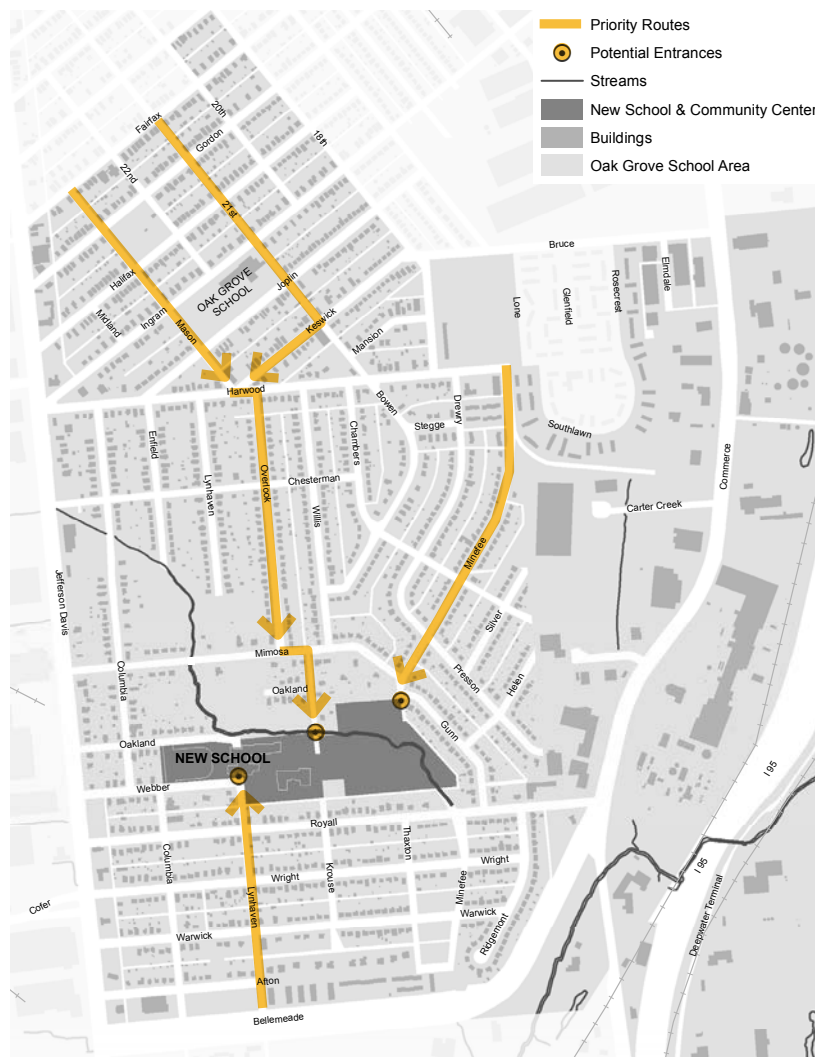 Priority Routes
Potential Entrances
Streams
New School & Community Center
Buildings
Oak Grove School Area
Fairfax
20th
Gordon
18th
22nd
21st
Bruce
Halifax
OAK GROVE
SCHOOL
Joplin
Lone
Glenfield
Rosecrest
Elmdale
Midland
Ingram
Mason
Keswick
Mansion
Harwood
Bowen
Drewry
Stegge
Southlawn
Enfield
Chambers
Commerce
Lynhaven
Overlook
Chesterman
Willis
Carter Creek
Minefee
Jefferson Davis
Silver
Mimosa
Presson
Helen
Columbia
Oakland
Gunn
Oakland
NEW SCHOOL
Webber
I 95
Royall
Thaxton
Columbia
Wright
Krouse
Wright
I 95
Lynhaven
Minefee
Cofer
Warwick
Warwick
Ridgemont
Deepwater Terminal
Afton
Bellemeade